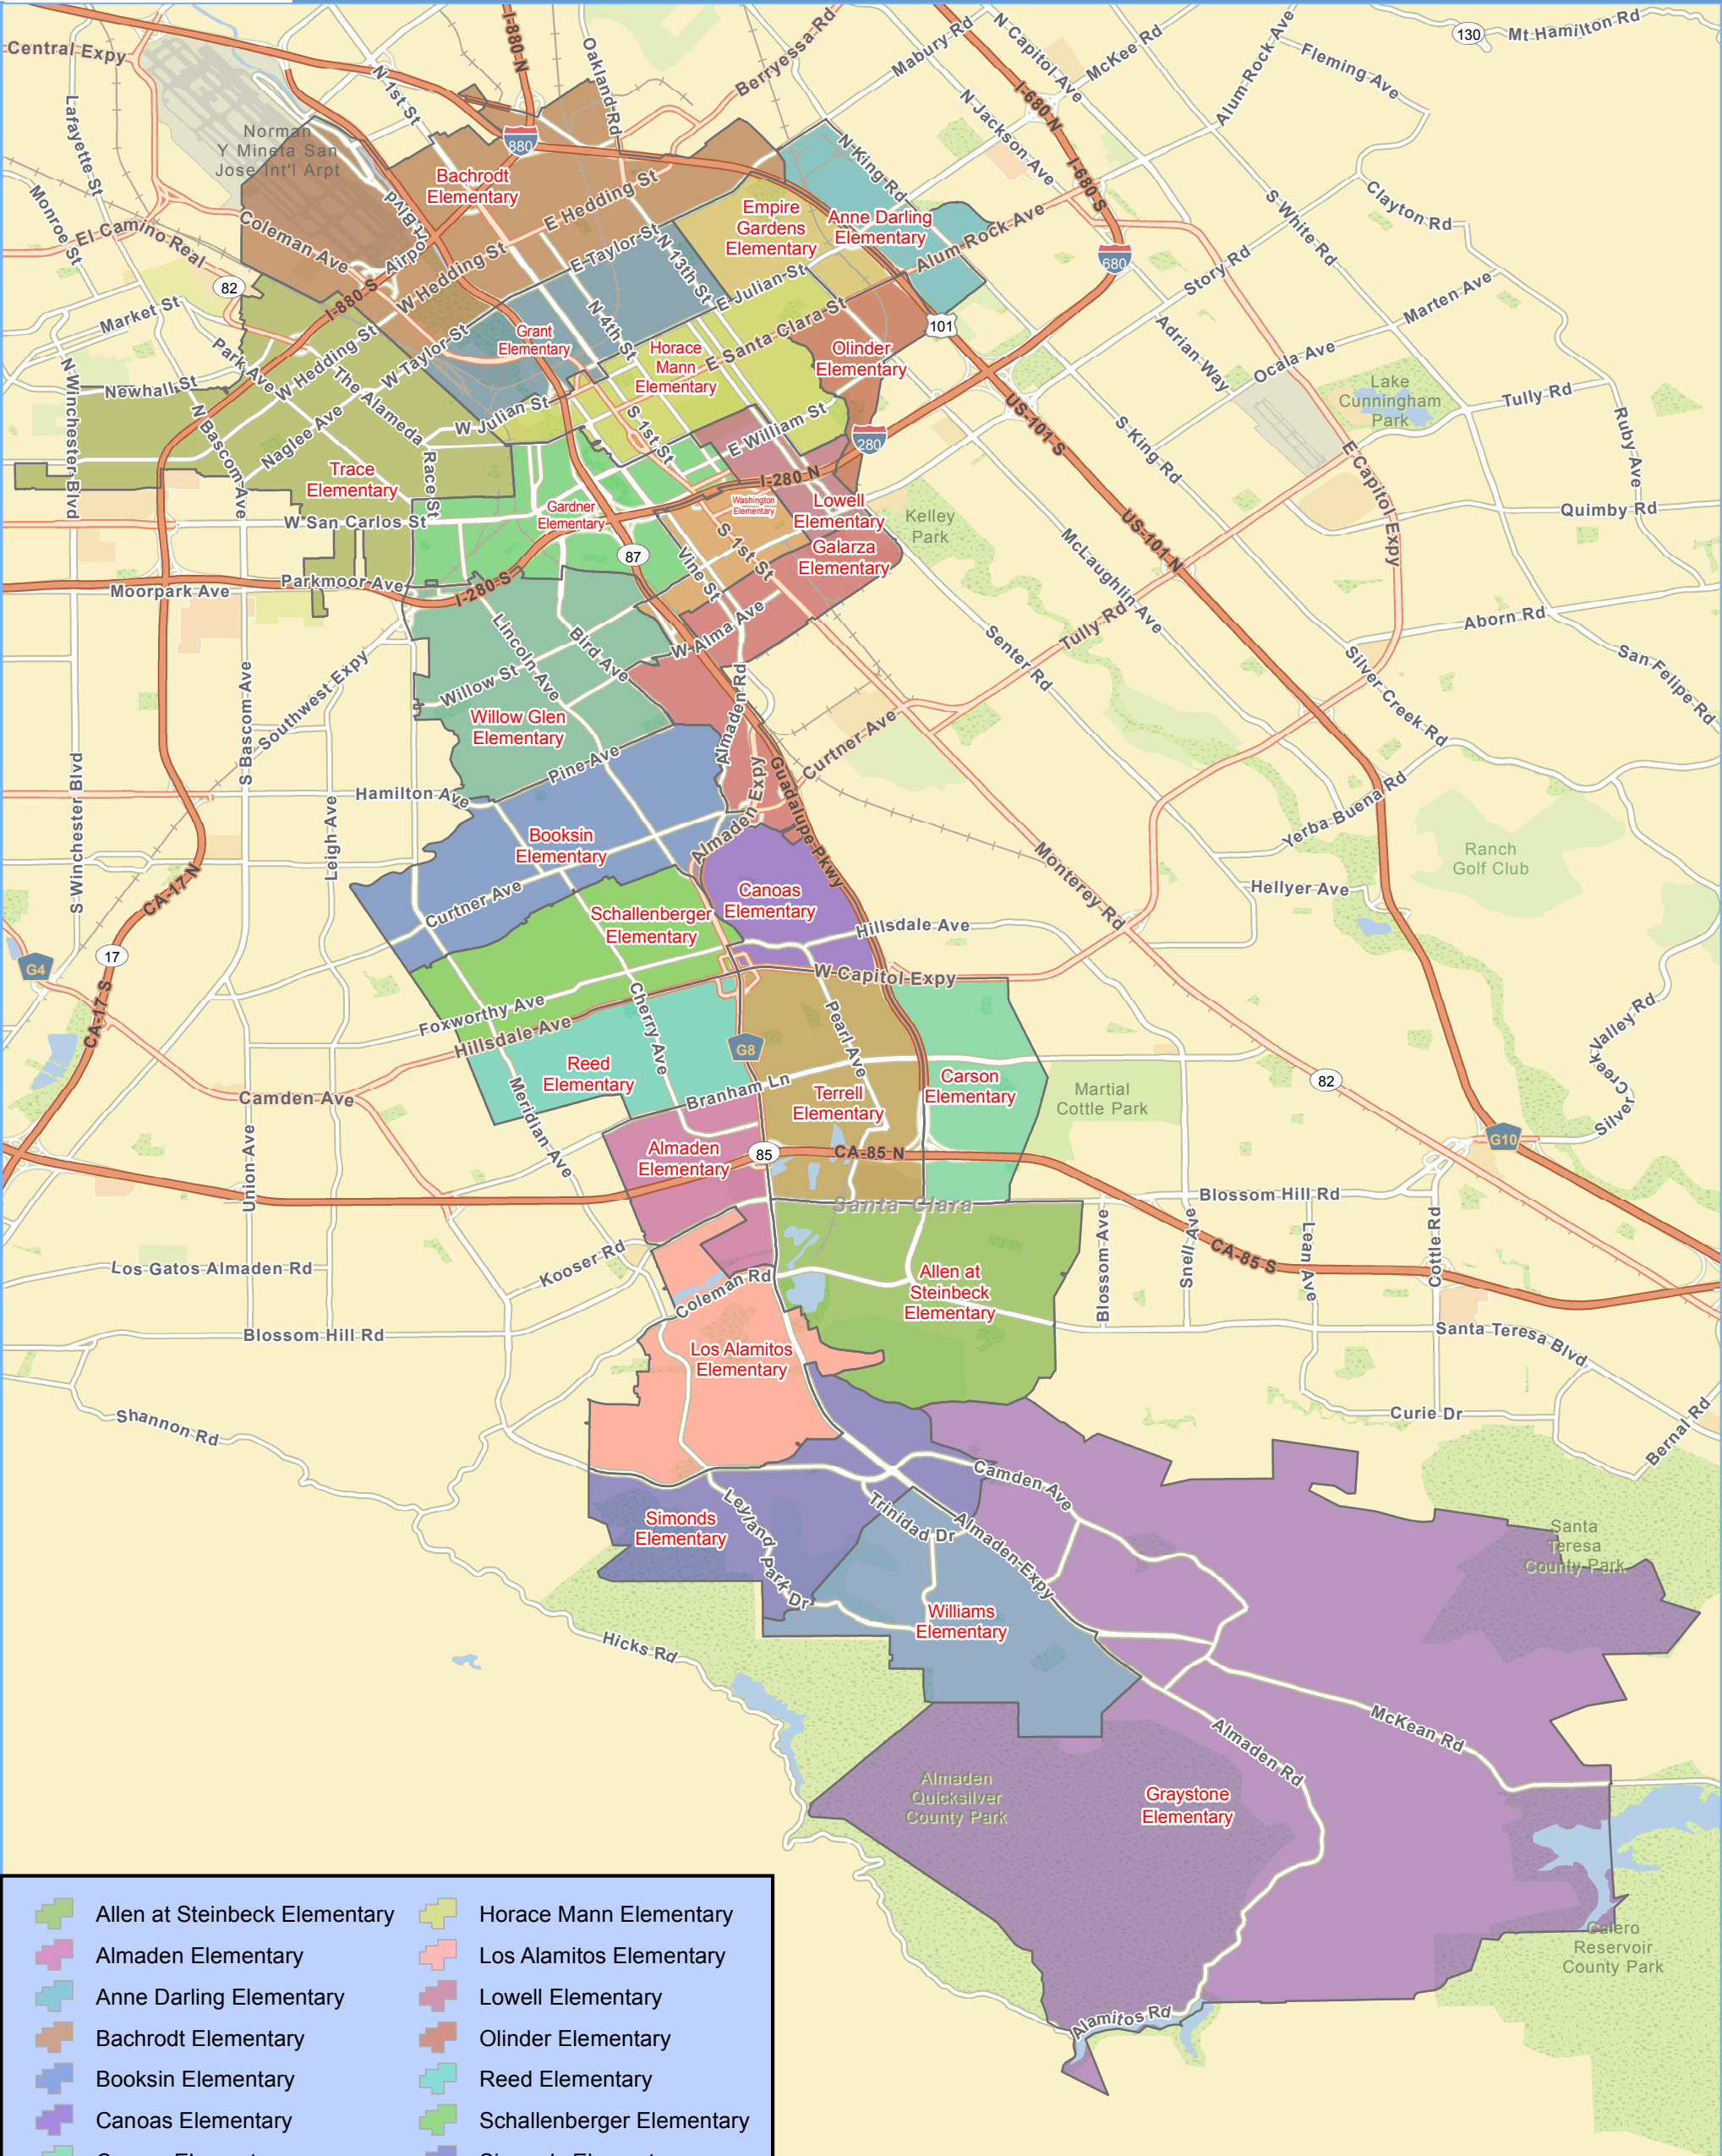 I-880 N
Oakland Rd
Berryessa Rd
Mabury Rd
N Capitol Ave
McKee Rd
Alum Rock Ave
130
Mt Hamilton Rd
Central Expy
N 1st St
Fleming Ave
I-680 N
Lafayette St
Norman
Y Mineta San
Jose Int'l Arpt
880
N Jackson Ave
N King Rd
I-680 S
Monroe St
Bachrodt
Elementary
E Hedding St
Empire
Gardens
Elementary
Anne Darling
Elementary
Clayton Rd
S White Rd
El Camino Real
Coleman Ave
Airport Blvd
W Hedding St
E Taylor St
N 13th St
Alum Rock Ave
680
Story Rd
82
I-880 S
E Julian St
Marten Ave
Market St
N 4th St
E Santa Clara St
101
Adrian Way
Park Ave
W Hedding St
W Taylor St
Grant
Elementary
Horace
Mann
Elementary
Olinder
Elementary
Ocala Ave
Lake
Cunningham
Park
Newhall St
The Alameda
Tully Rd
N Winchester Blvd
N Bascom Ave
Naglee Ave
W Julian St
S 1st St
E William St
280
US-101 S
S King Rd
Ruby Ave
E Capitol Expy
Trace
Elementary
Race St
I-280 N
Washington
Elementary
Lowell
Elementary
Gardner
Elementary
W San Carlos St
Kelley
Park
Quimby Rd
US-101 N
S 1st St
87
Vine St
Galarza
Elementary
McLaughlin Ave
Moorpark Ave
Parkmoor Ave
I-280 S
Lincoln Ave
Bird Ave
W Alma Ave
Tully Rd
Aborn Rd
Senter Rd
San Felipe Rd
Silver Creek Rd
Southwest Expy
S Bascom Ave
Willow St
Willow Glen
Elementary
Almaden Rd
Curtner Ave
Pine Ave
S Winchester Blvd
Hamilton Ave
Leigh Ave
Almaden Expy
Guadalupe Pkwy
Yerba Buena Rd
Booksin
Elementary
Monterey Rd
Ranch
Golf Club
CA-17 N
Curtner Ave
Canoas
Elementary
Hellyer Ave
Schallenberger
Elementary
Hillsdale Ave
17
G4
W Capitol Expy
CA-17 S
Foxworthy Ave
Hillsdale Ave
Cherry Ave
Pearl Ave
Silver Creek Valley Rd
G8
Reed
Elementary
Branham Ln
Terrell
Elementary
Carson
Elementary
Martial
Cottle Park
82
Camden Ave
Meridian Ave
Almaden
Elementary
85
CA-85 N
G10
Union Ave
Santa Clara
Blossom Hill Rd
Kooser Rd
Blossom Ave
Snell Ave
CA-85 S
Lean Ave
Cottle Rd
Los Gatos Almaden Rd
Coleman Rd
Allen at
Steinbeck
Elementary
Blossom Hill Rd
Santa Teresa Blvd
Los Alamitos
Elementary
Shannon Rd
Curie Dr
Bernal Rd
Camden Ave
Simonds
Elementary
Leyland Park Dr
Trinidad Dr
Almaden Expy
Santa
Teresa
County Park
Williams
Elementary
Hicks Rd
McKean Rd
Almaden Rd
Almaden
Quicksilver
County Park
Graystone
Elementary
Calero
Reservoir
County Park
Alamitos Rd
Allen at Steinbeck Elementary
Almaden Elementary
Anne Darling Elementary
Bachrodt Elementary
Booksin Elementary
Canoas Elementary
Horace Mann Elementary
Los Alamitos Elementary
Lowell Elementary
Olinder Elementary
Reed Elementary
Schallenberger Elementary